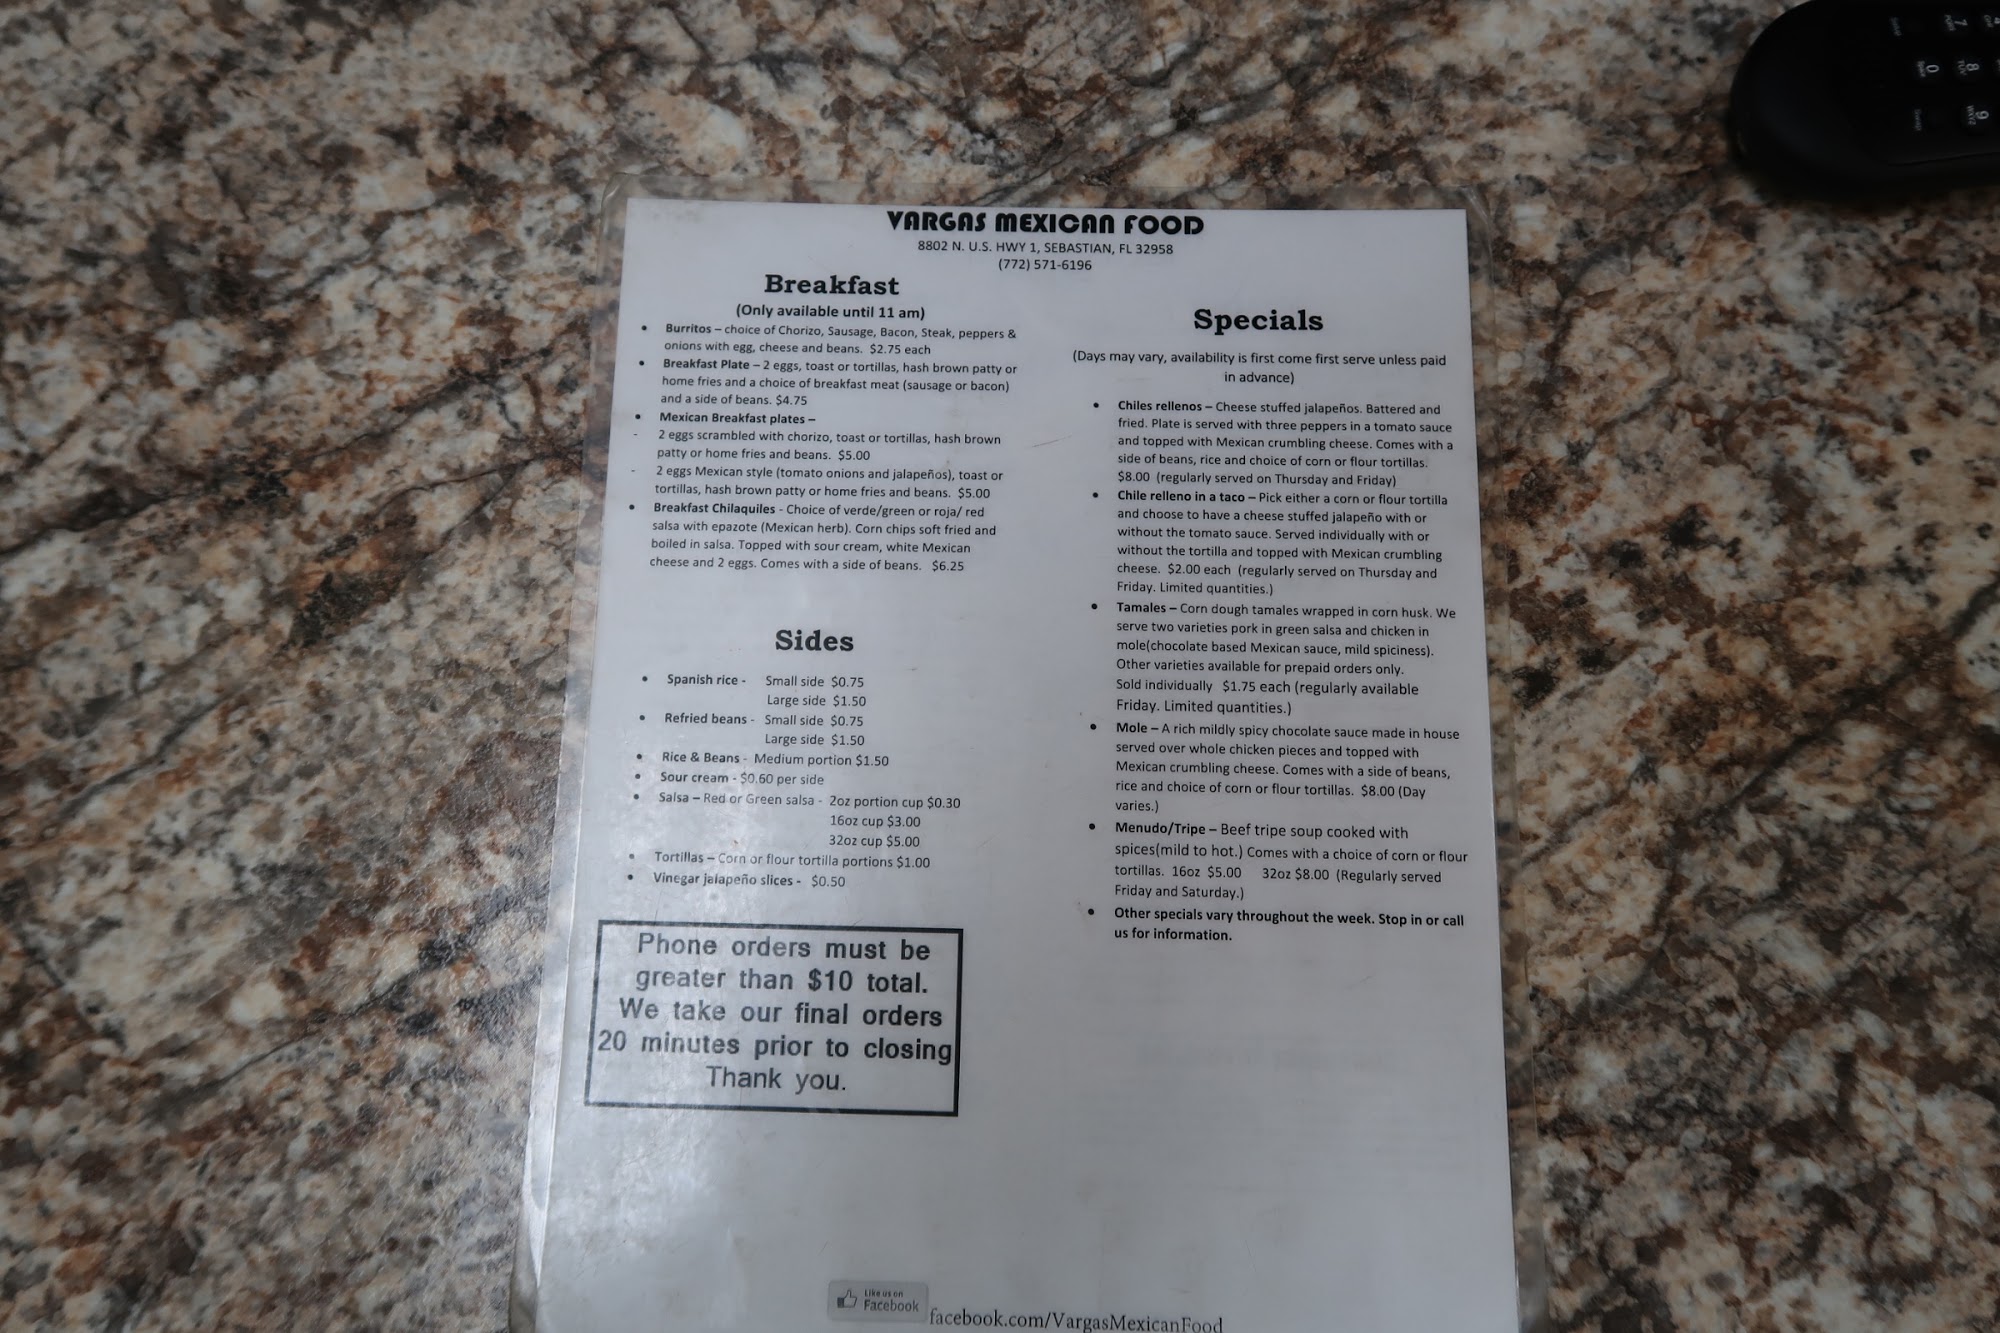 VARGAS MEXICAN FOOD
8802 N. U.S. HWY 1, SEBASTIAN, FL 32958
(772) 571-6196
Breakfast
(Only available until 11 am)
• Burritos – choice of Chorizo, Sausage, Bacon, Steak, peppers &
onions with egg, cheese and beans. $2.75 each
• Breakfast Plate – 2 eggs, toast or tortillas, hash brown patty or
home fries and a choice of breakfast meat (sausage or bacon)
and a side of beans. $4.75
• Mexican Breakfast plates –
- 2 eggs scrambled with chorizo, toast or tortillas, hash brown
patty or home fries and beans. $5.00
- 2 eggs Mexican style (tomato onions and jalapeños), toast or
tortillas, hash brown patty or home fries and beans. $5.00
• Breakfast Chilaquiles - Choice of verde/green or roja/ red
salsa with epazote (Mexican herb). Corn chips soft fried and
boiled in salsa. Topped with sour cream, white Mexican
cheese and 2 eggs. Comes with a side of beans. $6.25
Sides
• Spanish rice - Small side $0.75
Large side $1.50
• Refried beans - Small side $0.75
Large side $1.50
• Rice & Beans - Medium portion $1.50
• Sour cream - $0.60 per side
• Salsa – Red or Green salsa - 2oz portion cup $0.30
16oz cup $3.00
32oz cup $5.00
• Tortillas – Corn or flour tortilla portions $1.00
• Vinegar jalapeño slices - $0.50
Phone orders must be
greater than $10 total.
We take our final orders
20 minutes prior to closing
Thank you.
Specials
(Days may vary, availability is first come first serve unless paid
in advance)
• Chiles rellenos – Cheese stuffed jalapeños. Battered and
fried. Plate is served with three peppers in a tomato sauce
and topped with Mexican crumbling cheese. Comes with a
side of beans, rice and choice of corn or flour tortillas.
$8.00 (regularly served on Thursday and Friday)
• Chile relleno in a taco – Pick either a corn or flour tortilla
and choose to have a cheese stuffed jalapeño with or
without the tomato sauce. Served individually with or
without the tortilla and topped with Mexican crumbling
cheese. $2.00 each (regularly served on Thursday and
Friday. Limited quantities.)
• Tamales – Corn dough tamales wrapped in corn husk. We
serve two varieties pork in green salsa and chicken in
mole(chocolate based Mexican sauce, mild spiciness).
Other varieties available for prepaid orders only.
Sold individually $1.75 each (regularly available
Friday. Limited quantities.)
• Mole – A rich mildly spicy chocolate sauce made in house
served over whole chicken pieces and topped with
Mexican crumbling cheese. Comes with a side of beans,
rice and choice of corn or flour tortillas. $8.00 (Day
varies.)
• Menudo/Tripe – Beef tripe soup cooked with
spices(mild to hot.) Comes with a choice of corn or flour
tortillas. 16oz $5.00 32oz $8.00 (Regularly served
Friday and Saturday.)
• Other specials vary throughout the week. Stop in or call
us for information.
Like us on
Facebook
facebook.com/VargasMexicanFood
7
8
9
0